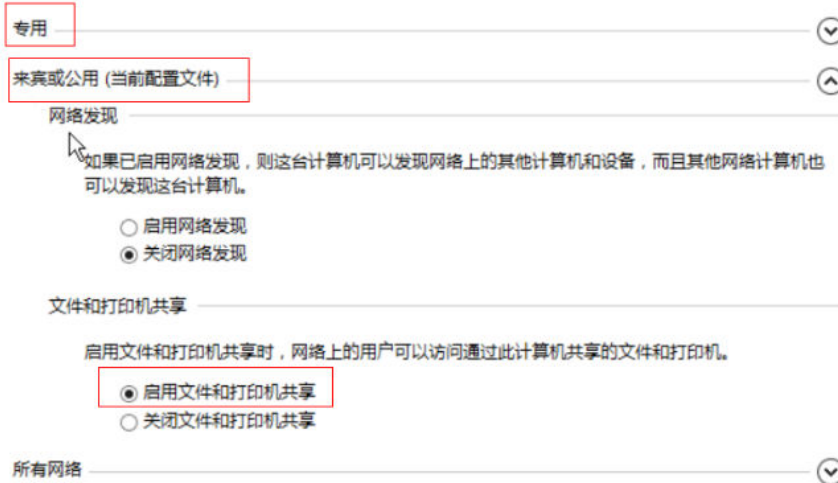 专用
来宾或公用 (当前配置文件)
网络发现
如果已启用网络发现，则这台计算机可以发现网络上的其他计算机和设备，而且其他网络计算机也
可以发现这台计算机。
启用网络发现
关闭网络发现
文件和打印机共享
启用文件和打印机共享时，网络上的用户可以访问通过此计算机共享的文件和打印机。
启用文件和打印机共享
关闭文件和打印机共享
所有网络